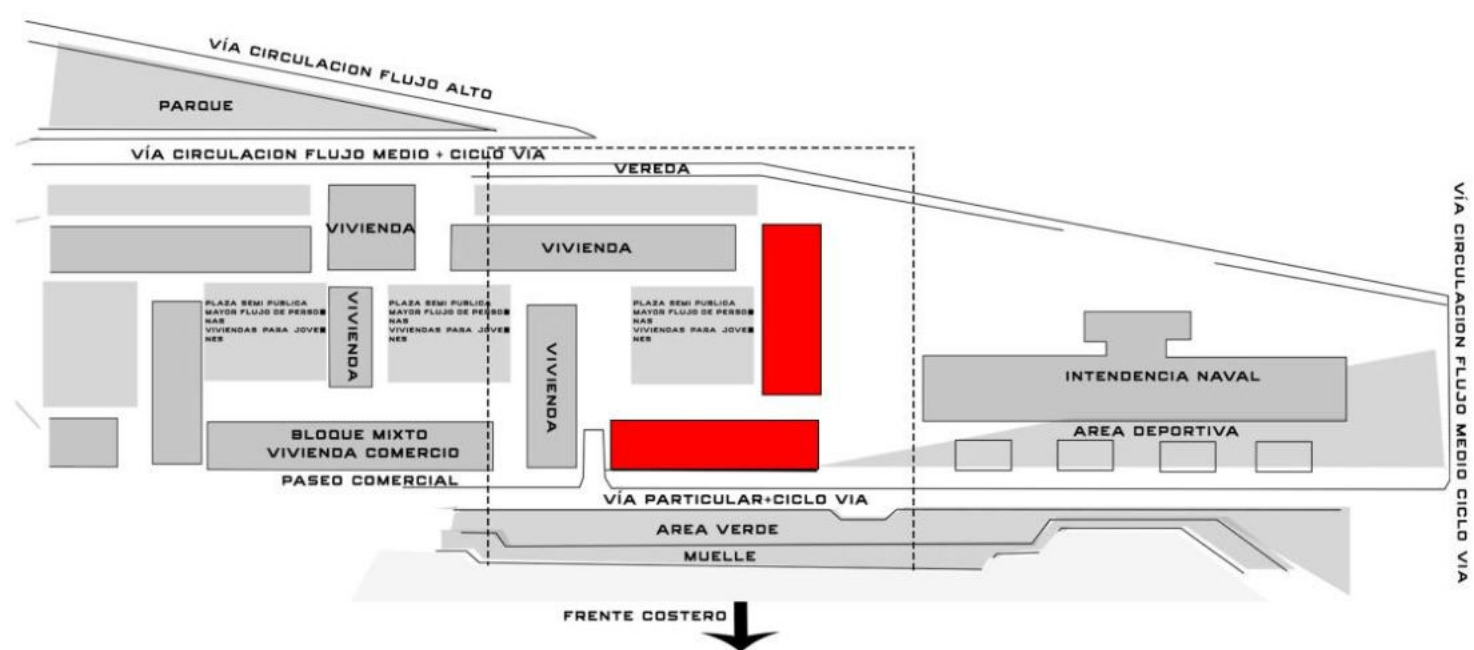 VÍA CIRCULACION FLUJO ALTO
PARQUE
VÍA CIRCULACION FLUJO MEDIO + CICLO VIA
VEREDA
VIVIENDA
VIVIENDA
PLAZA SEMI PUBLICA
MAYOR FLUJO DE PERSO
NAS
VIVIENDAS PARA JOVE
NES
VIVIENDA
PLAZA SEMI PUBLICA
MAYOR FLUJO DE PERSO
NAS
VIVIENDAS PARA JOVE
NES
VIVIENDA
PLAZA SEMI PUBLICA
MAYOR FLUJO DE PERSO
NAS
VIVIENDAS PARA JOVE
NES
INTENDENCIA NAVAL
AREA DEPORTIVA
VÍA CIRCULACION FLUJO MEDIO CICLO VIA
BLOQUE MIXTO
VIVIENDA COMERCIO
PASEO COMERCIAL
VÍA PARTICULAR+CICLO VIA
AREA VERDE
MUELLE
FRENTE COSTERO